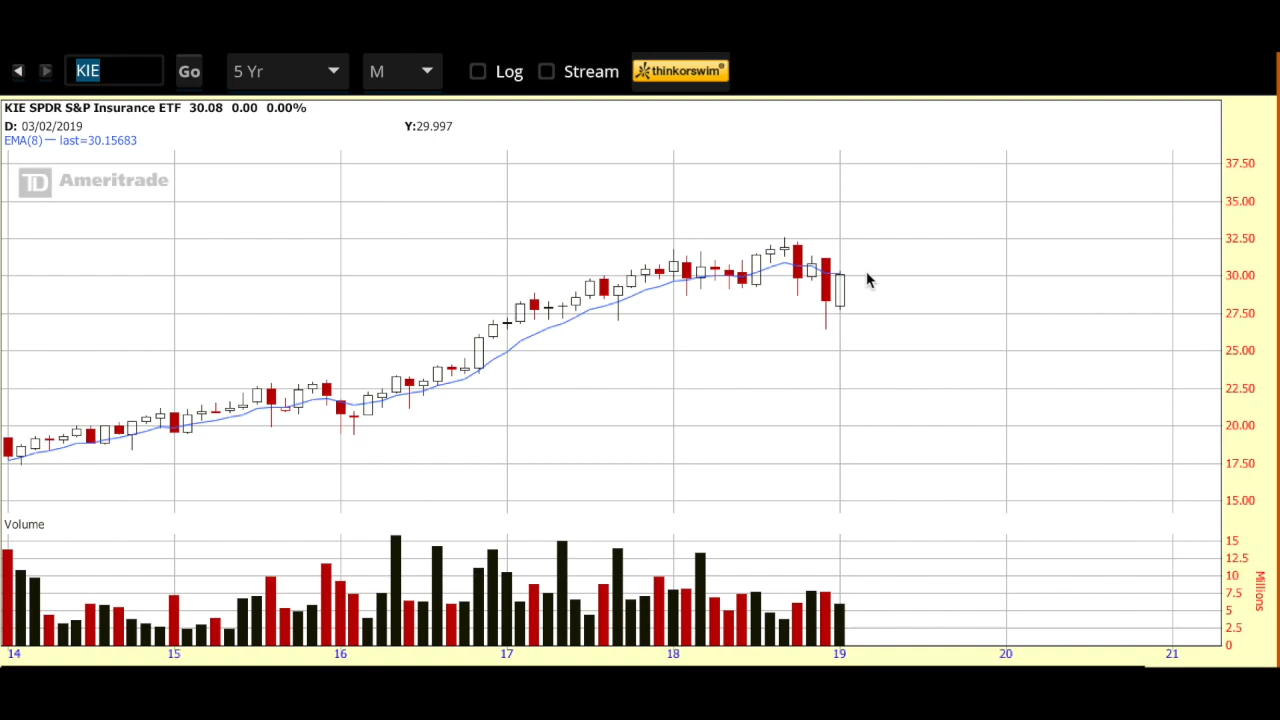 KIE Go 5 Yr M Log Stream thinkorswim®
KIE SPDR S&P Insurance ETF 30.08 0.00 0.00%
D: 03/02/2019 Y:29.997
EMA(8) — last=30.15683
TD Ameritrade
37.50
35.00
32.50
30.00
27.50
25.00
22.50
20.00
17.50
15.00
Volume
15
12.5
10
7.5
5
2.5
0
Millions
14 15 16 17 18 19 20 21